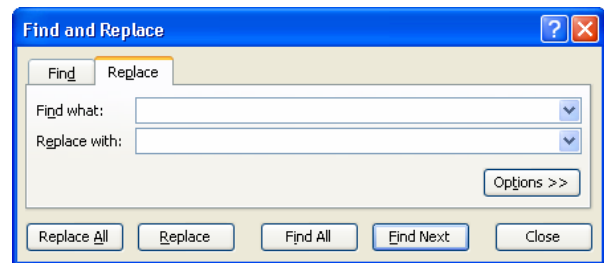 Find and Replace
Find Replace
Find what:
Replace with:
Options >>
Replace All Replace Find All Find Next Close